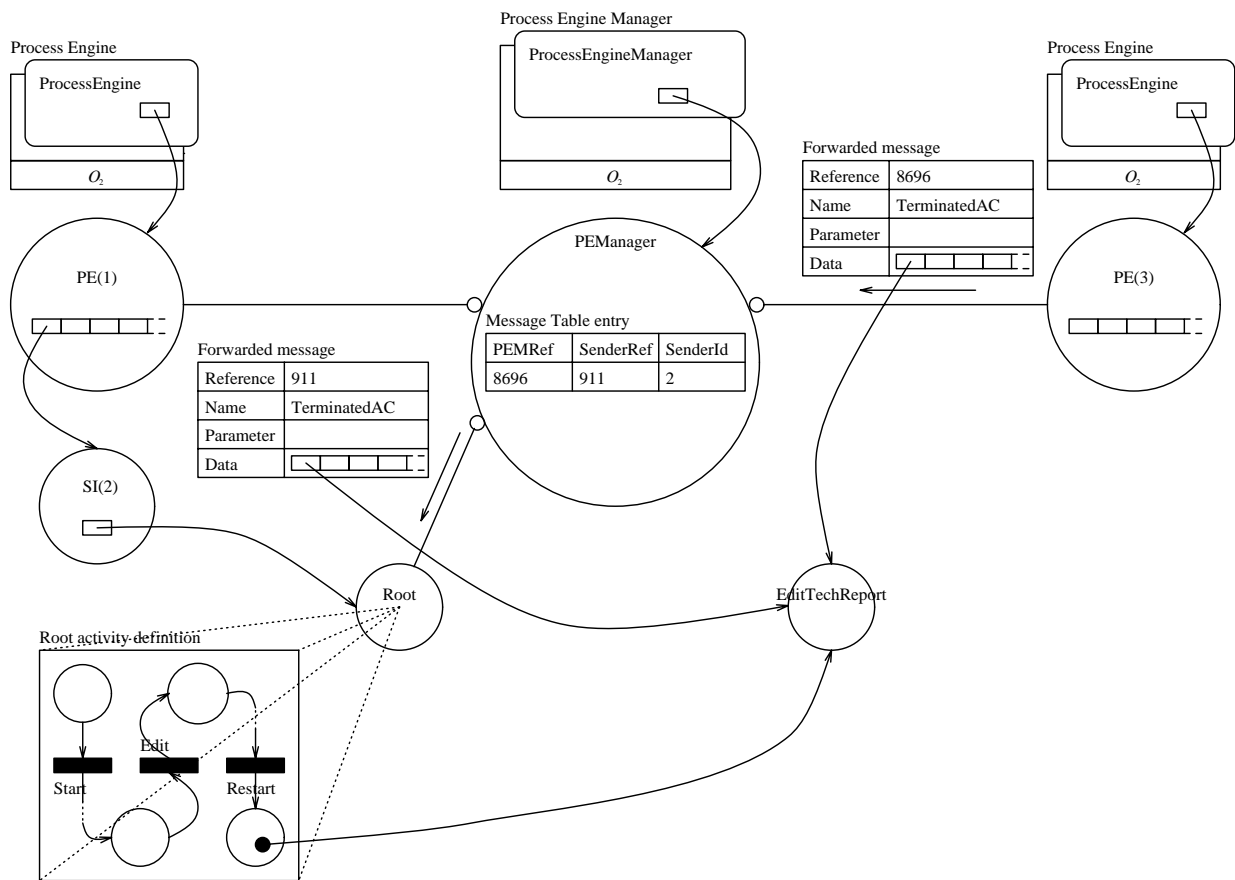 Process Engine Manager
Process Engine
Process Engine
ProcessEngineManager
ProcessEngine
ProcessEngine
O2
O2
O2
Forwarded message
Reference 8696
Name TerminatedAC
Parameter
Data
PEManager
PE(1)
PE(3)
Message Table entry
PEMRef SenderRef SenderId
8696 911 2
Forwarded message
Reference 911
Name TerminatedAC
Parameter
Data
SI(2)
Root
EditTechReport
Root activity definition
Edit
Start
Restart